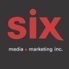 six
media + marketing inc.